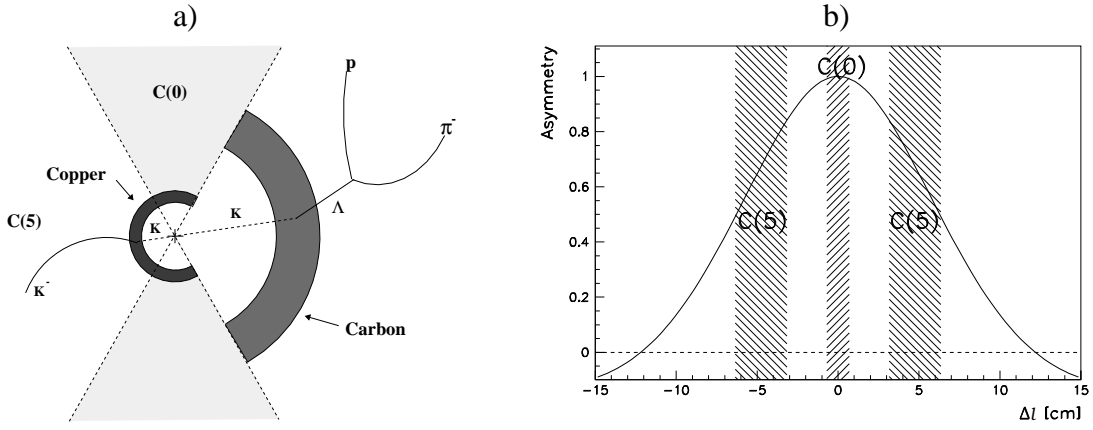 a)
C(0)
Copper
C(5)
K
K
K-
p
π-
Λ
Carbon
b)
Asymmetry
1
0.8
0.6
0.4
0.2
0
C(0)
C(5)
C(5)
-15
-10
-5
0
5
10
15
Δl [cm]